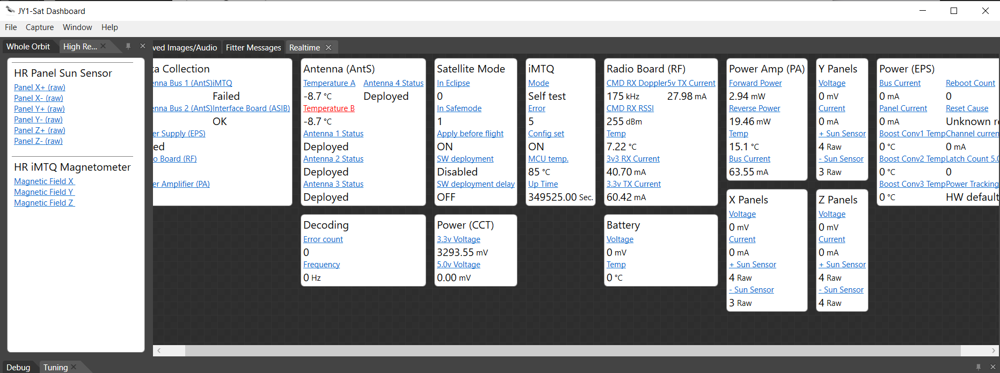 JY1-Sat Dashboard
File Capture Window Help
Whole Orbit High Re...
HR Panel Sun Sensor
Panel X+ (raw)
Panel X- (raw)
Panel Y+ (raw)
Panel Y- (raw)
Panel Z+ (raw)
Panel Z- (raw)
HR iMTQ Magnetometer
Magnetic Field X
Magnetic Field Y
Magnetic Field Z
ved Images/Audio Fitter Messages Realtime
ta Collection
enna Bus 1 (AntS) iMTQ
Failed
enna Bus 2 (AntS) Interface Board (ASIB)
OK
er Supply (EPS)
ed
o Board (RF)
er Amplifier (PA)
Antenna (AntS)
Temperature A Antenna 4 Status
-8.7 °C Deployed
Temperature B
-8.7 °C
Antenna 1 Status
Deployed
Antenna 2 Status
Deployed
Antenna 3 Status
Deployed
Decoding
Error count
0
Frequency
0 Hz
Satellite Mode
In Eclipse
0
In Safemode
1
Apply before flight
ON
SW deployment
Disabled
SW deployment delay
OFF
Power (CCT)
3.3v Voltage
3293.55 mV
5.0v Voltage
0.00 mV
iMTQ
Mode
Self test
Error
5
Config set
ON
MCU temp.
85 °C
Up Time
349525.00 Sec.
Radio Board (RF)
CMD RX Doppler 5v TX Current
175 kHz 27.98 mA
CMD RX RSSI
255 dBm
Temp
7.22 °C
3v3 RX Current
40.70 mA
3.3v TX Current
60.42 mA
Battery
Voltage
0 mV
Temp
0 °C
Power Amp (PA)
Forward Power
2.94 mW
Reverse Power
19.46 mW
Temp
15.1 °C
Bus Current
63.55 mA
X Panels
Voltage
0 mV
Current
0 mA
+ Sun Sensor
4 Raw
- Sun Sensor
3 Raw
Y Panels
Voltage
0 mV
Current
0 mA
+ Sun Sensor
4 Raw
- Sun Sensor
3 Raw
Z Panels
Voltage
0 mV
Current
0 mA
+ Sun Sensor
4 Raw
- Sun Sensor
4 Raw
Power (EPS)
Bus Current Reboot Count
0 mA 0
Panel Current Reset Cause
0 mA Unknown re
Boost Conv1 Temp Channel curren
0 °C 0 mA
Boost Conv2 Temp Latch Count 5.0
0 °C 0
Boost Conv3 Temp Power Tracking
0 °C HW default
Debug Tuning